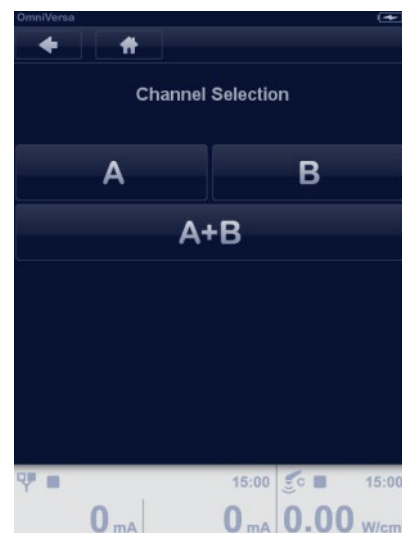 OmniVersa
Channel Selection
A B
A+B
15:00 C 15:00
0 mA 0 mA 0.00 W/cm